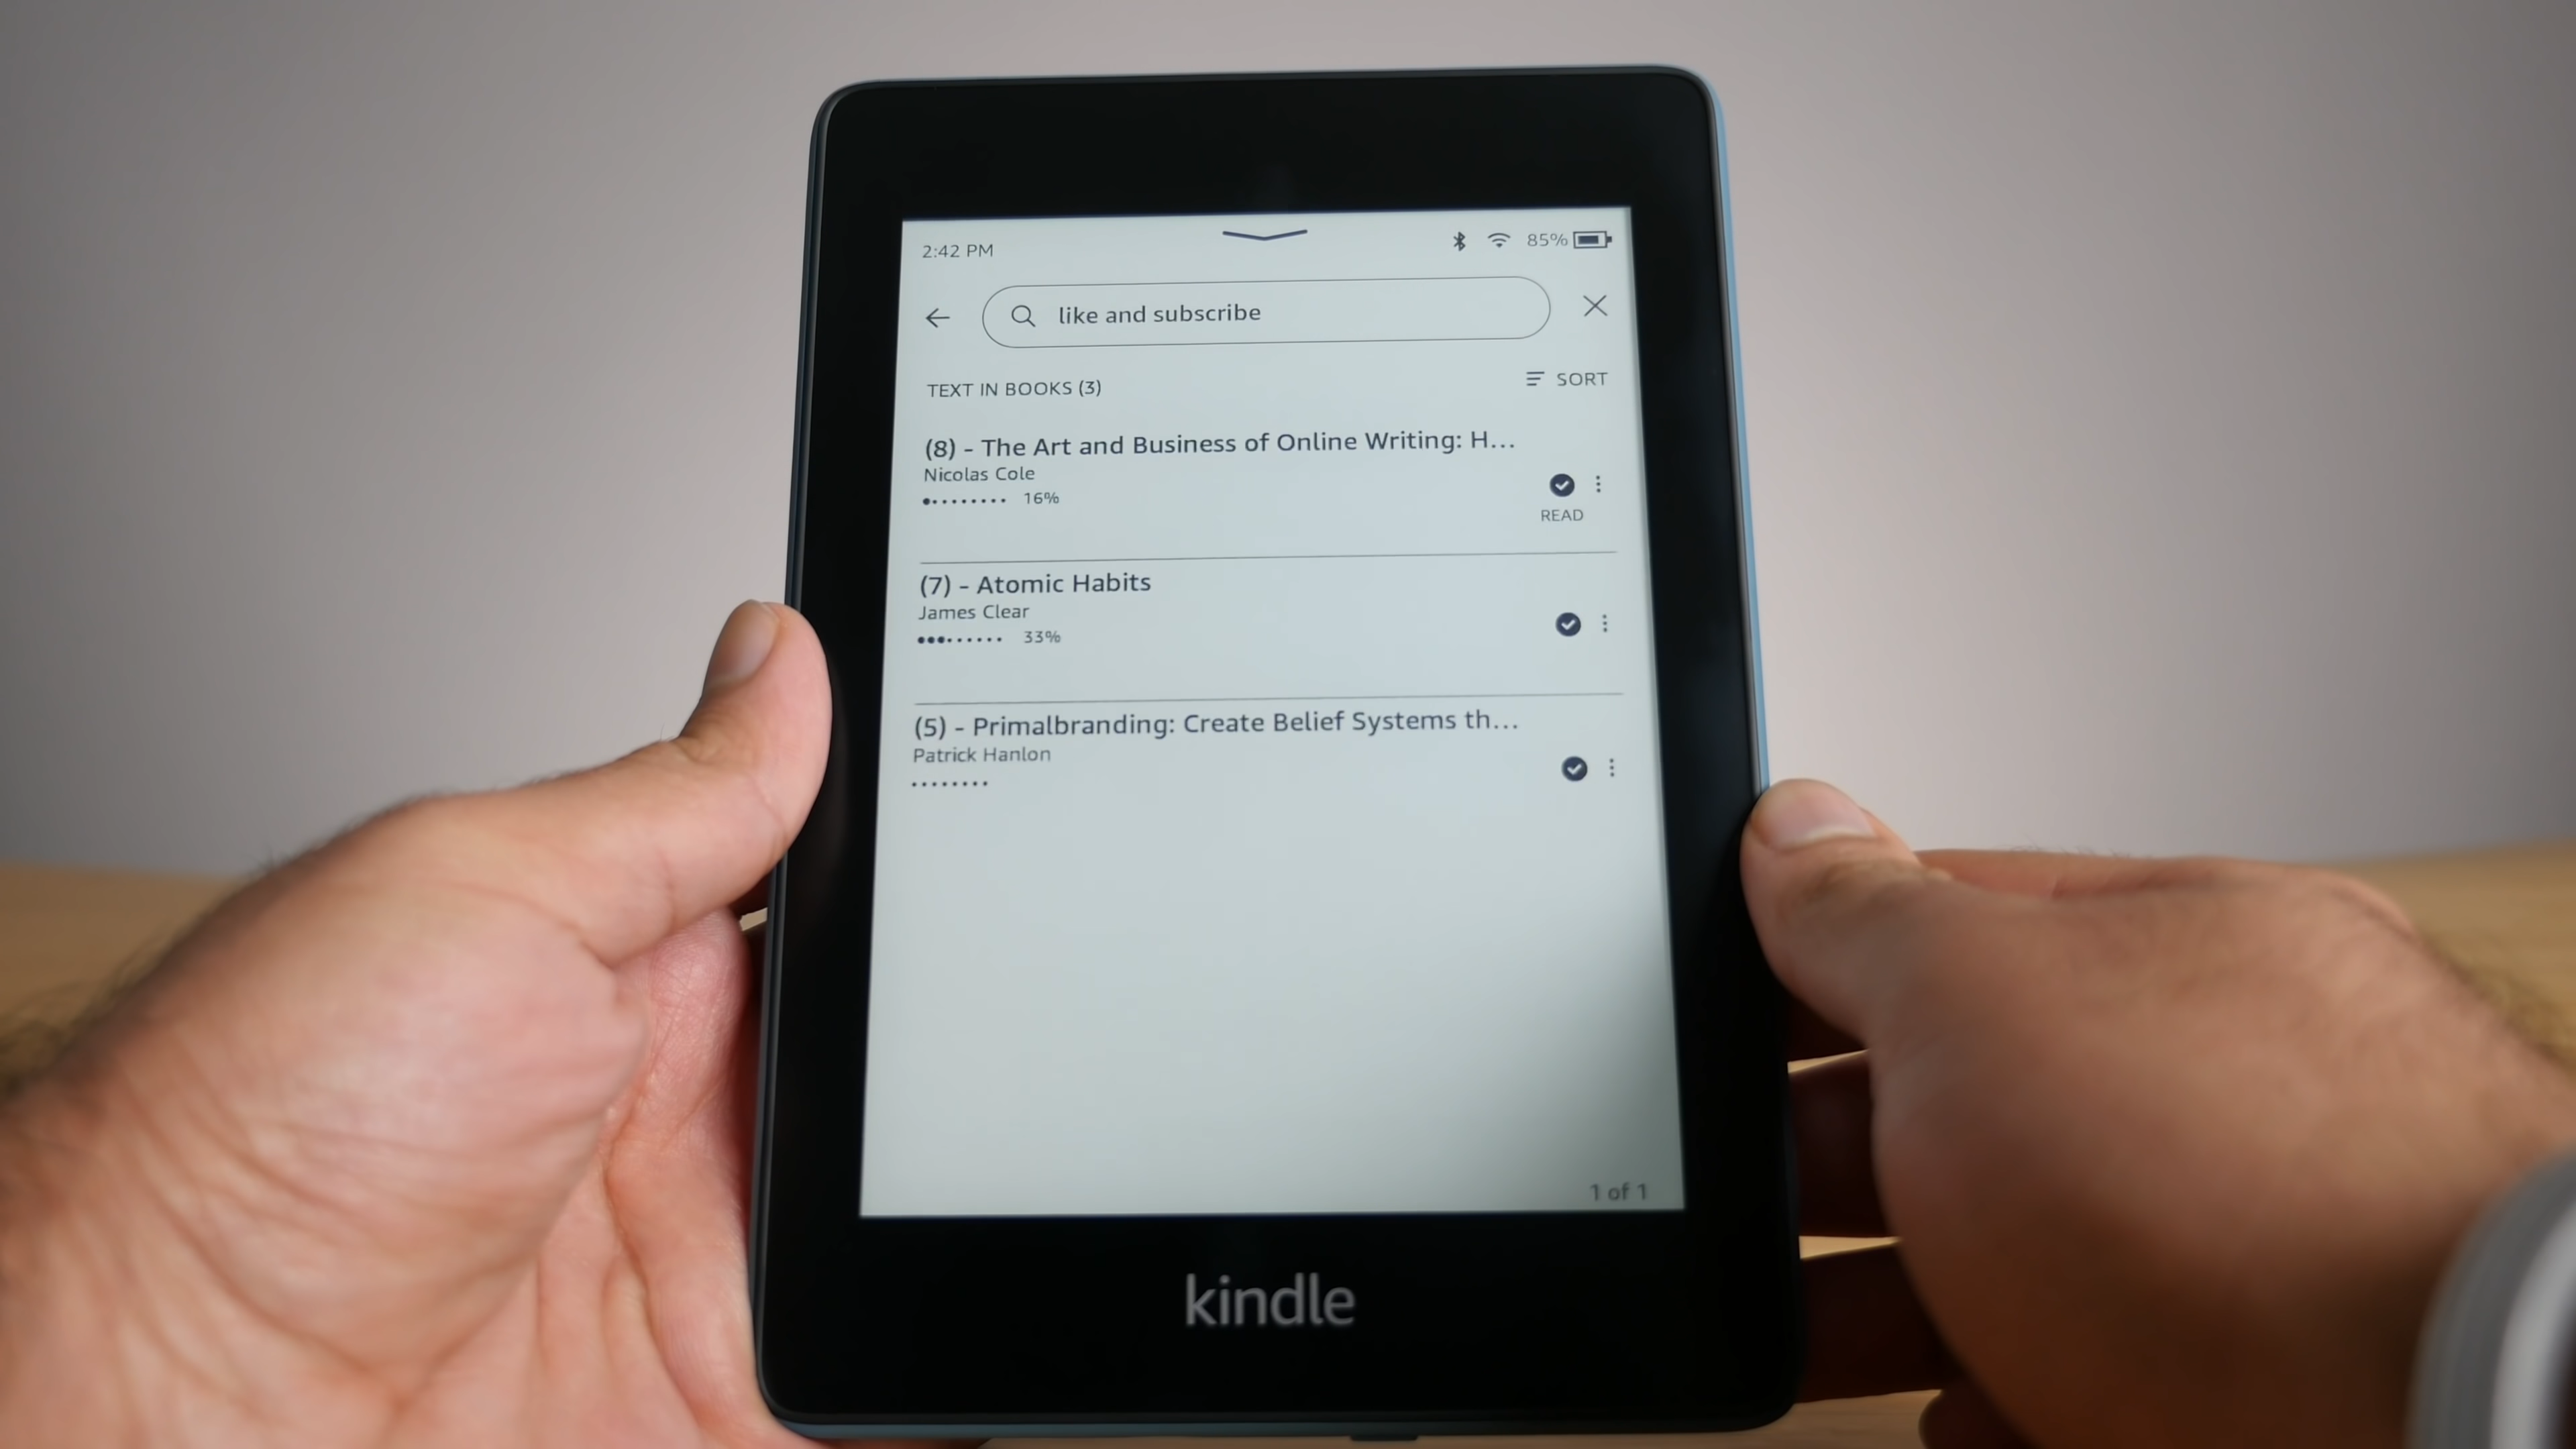 2:42 PM 85%
like and subscribe
TEXT IN BOOKS (3) SORT
(8) - The Art and Business of Online Writing: H...
Nicolas Cole
16%
READ
(7) - Atomic Habits
James Clear
33%
(5) - Primalbranding: Create Belief Systems th...
Patrick Hanlon
1 of 1
kindle